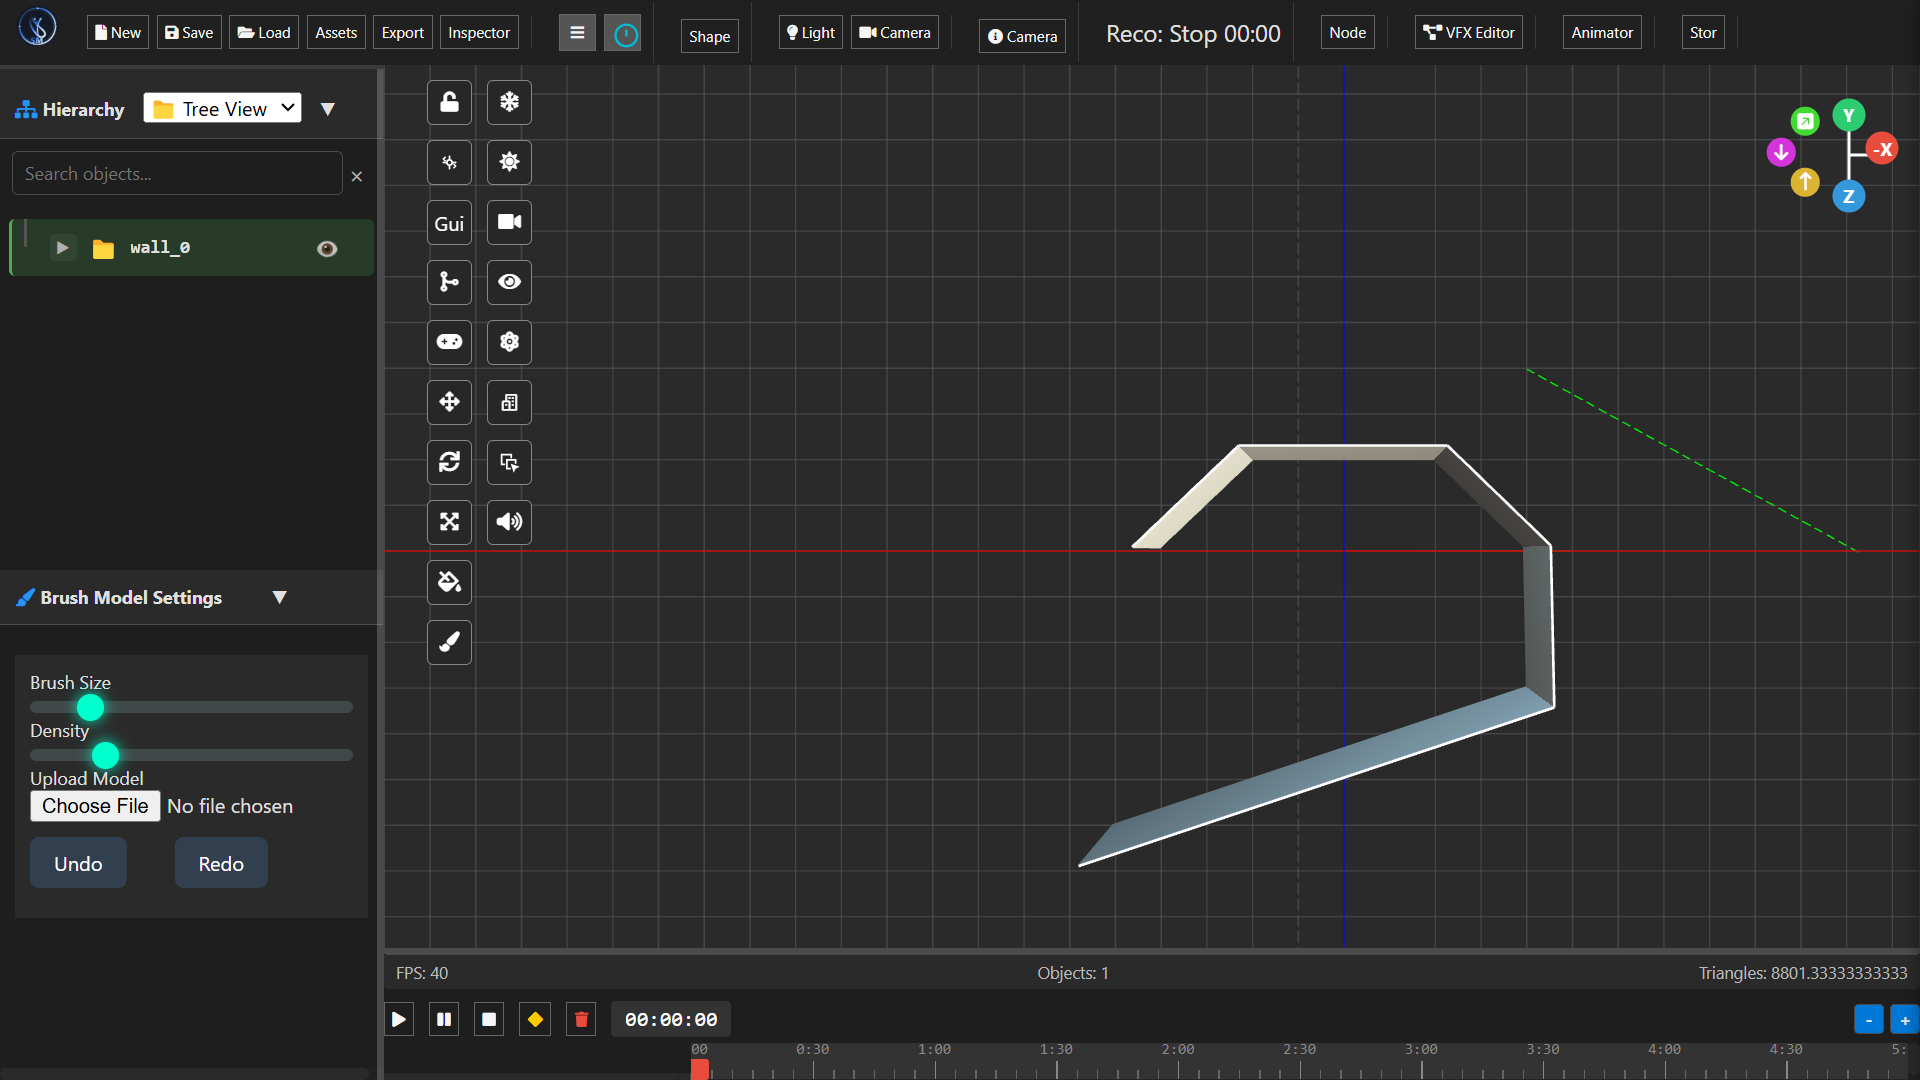 New Save Load Assets Export Inspector Shape Light Camera Camera Reco: Stop 00:00 Node VFX Editor Animator Stor
Hierarchy Tree View
Search objects...
wall_0
Gui
Y
-X
Z
Brush Model Settings
Brush Size
Density
Upload Model
Choose File No file chosen
Undo Redo
FPS: 40 Objects: 1 Triangles: 8801.33333333333
00:00:00 - +
00 0:30 1:00 1:30 2:00 2:30 3:00 3:30 4:00 4:30 5: